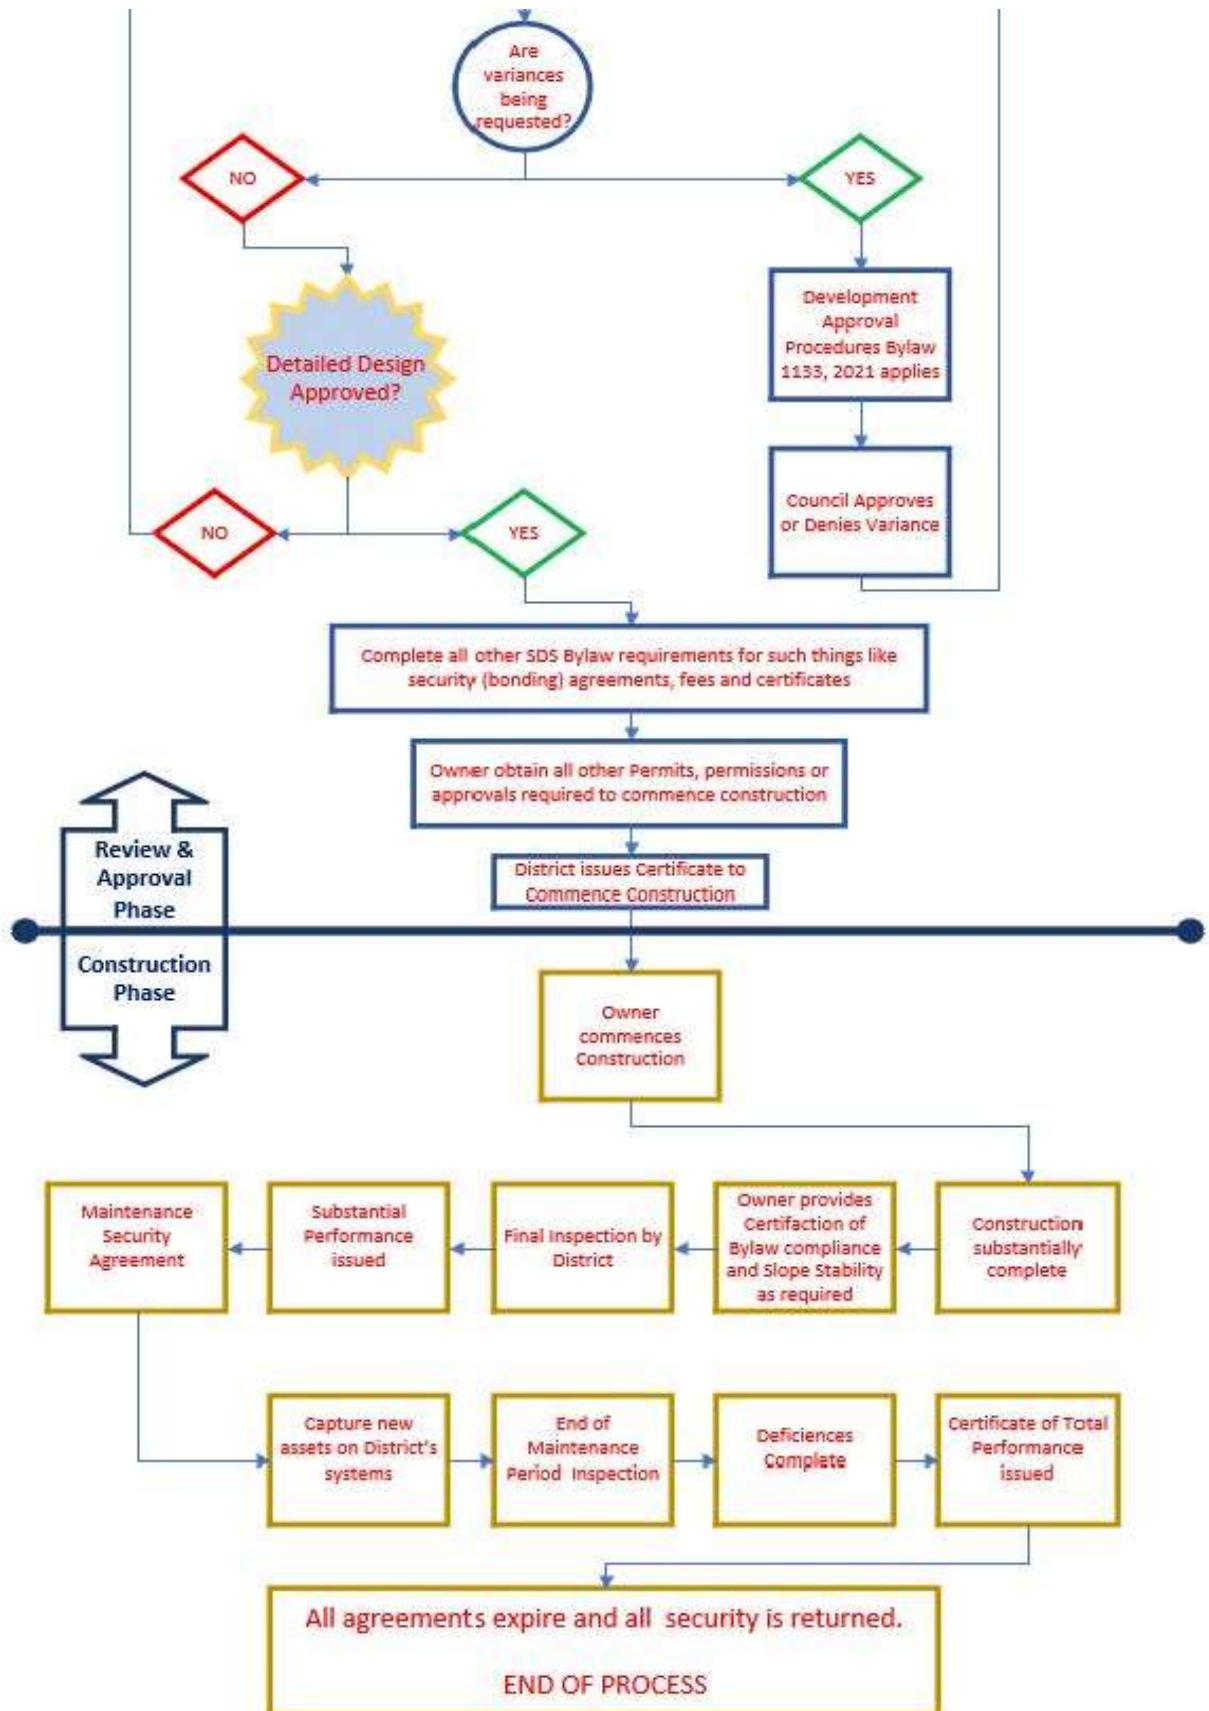 Are
variances
being
requested?
NO
YES
Development
Approval
Procedures Bylaw
1133, 2021 applies
Detailed Design
Approved?
Council Approves
or Denies Variance
NO
YES
Complete all other SDS Bylaw requirements for such things like
security (bonding) agreements, fees and certificates
Owner obtain all other Permits, permissions or
approvals required to commence construction
District issues Certificate to
Commence Construction
Review &
Approval
Phase
Construction
Phase
Owner
commences
Construction
Maintenance
Security
Agreement
Substantial
Performance
issued
Final Inspection by
District
Owner provides
Certifaction of
Bylaw compliance
and Slope Stability
as required
Construction
substantially
complete
Capture new
assets on District's
systems
End of
Maintenance
Period Inspection
Deficiences
Complete
Certificate of Total
Performance
issued
All agreements expire and all security is returned.
END OF PROCESS